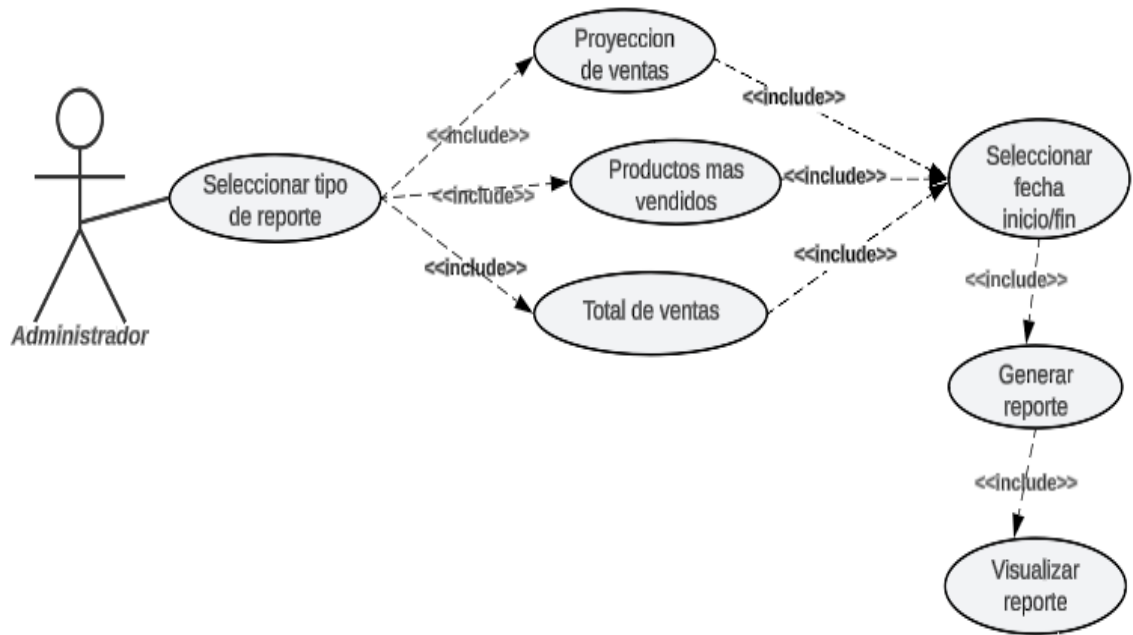 Proyeccion
de ventas
<<include>>
<<include>>
Seleccionar tipo
de reporte
<<include>>
Productos mas
vendidos
<<include>>
Seleccionar
fecha
inicio/fin
<<include>>
<<include>>
Total de ventas
<<include>>
Administrador
Generar
reporte
<<include>>
Visualizar
reporte